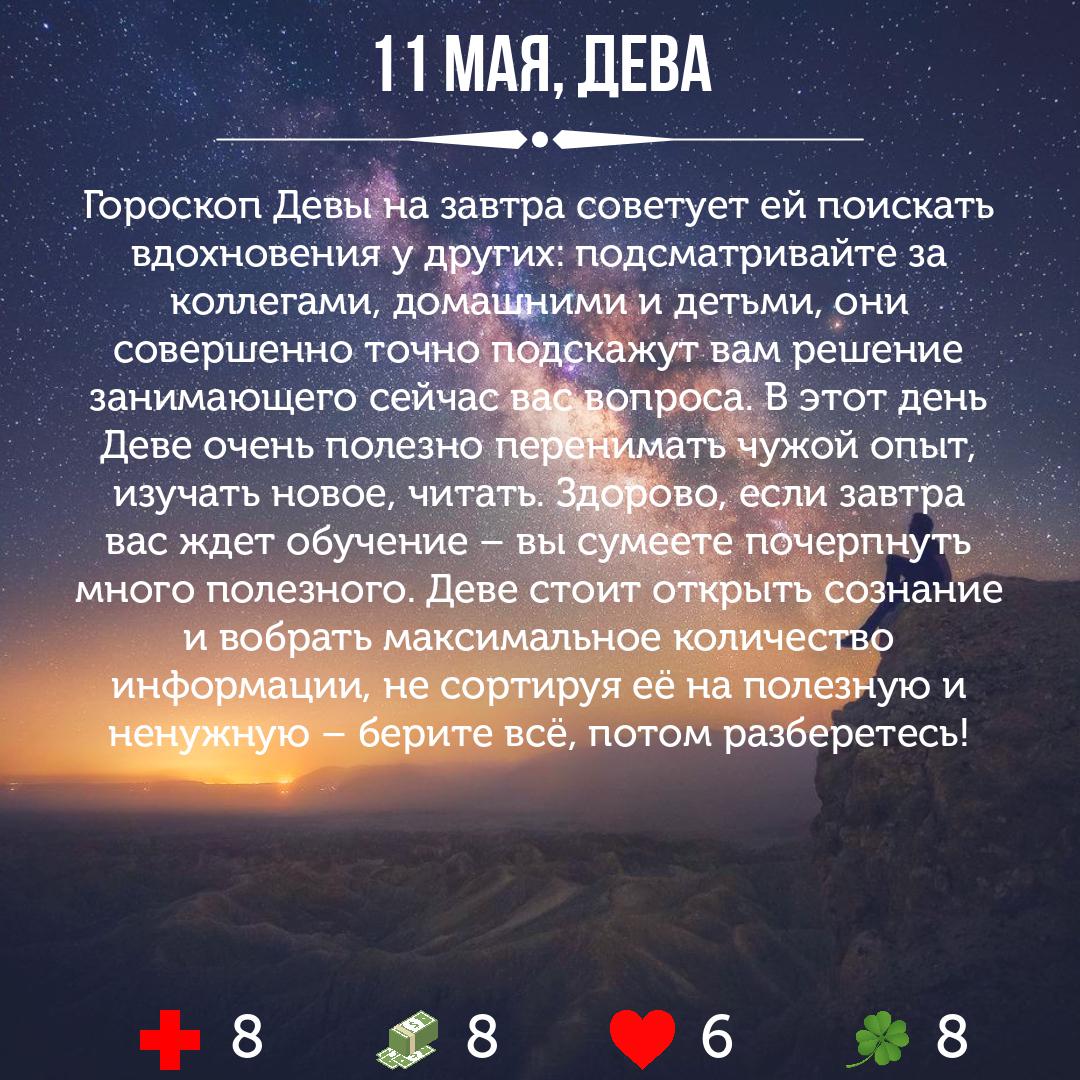 11 МАЯ, ДЕВА
Гороскоп Девы на завтра советует ей поискать
вдохновения у других: подсматривайте за
коллегами, домашними и детьми, они
совершенно точно подскажут вам решение
занимающего сейчас вас вопроса. В этот день
Деве очень полезно перенимать чужой опыт,
изучать новое, читать. Здорово, если завтра
вас ждет обучение – вы сумеете почерпнуть
много полезного. Деве стоит открыть сознание
и вобрать максимальное количество
информации, не сортируя её на полезную и
ненужную – берите всё, потом разберетесь!
8 8 6 8